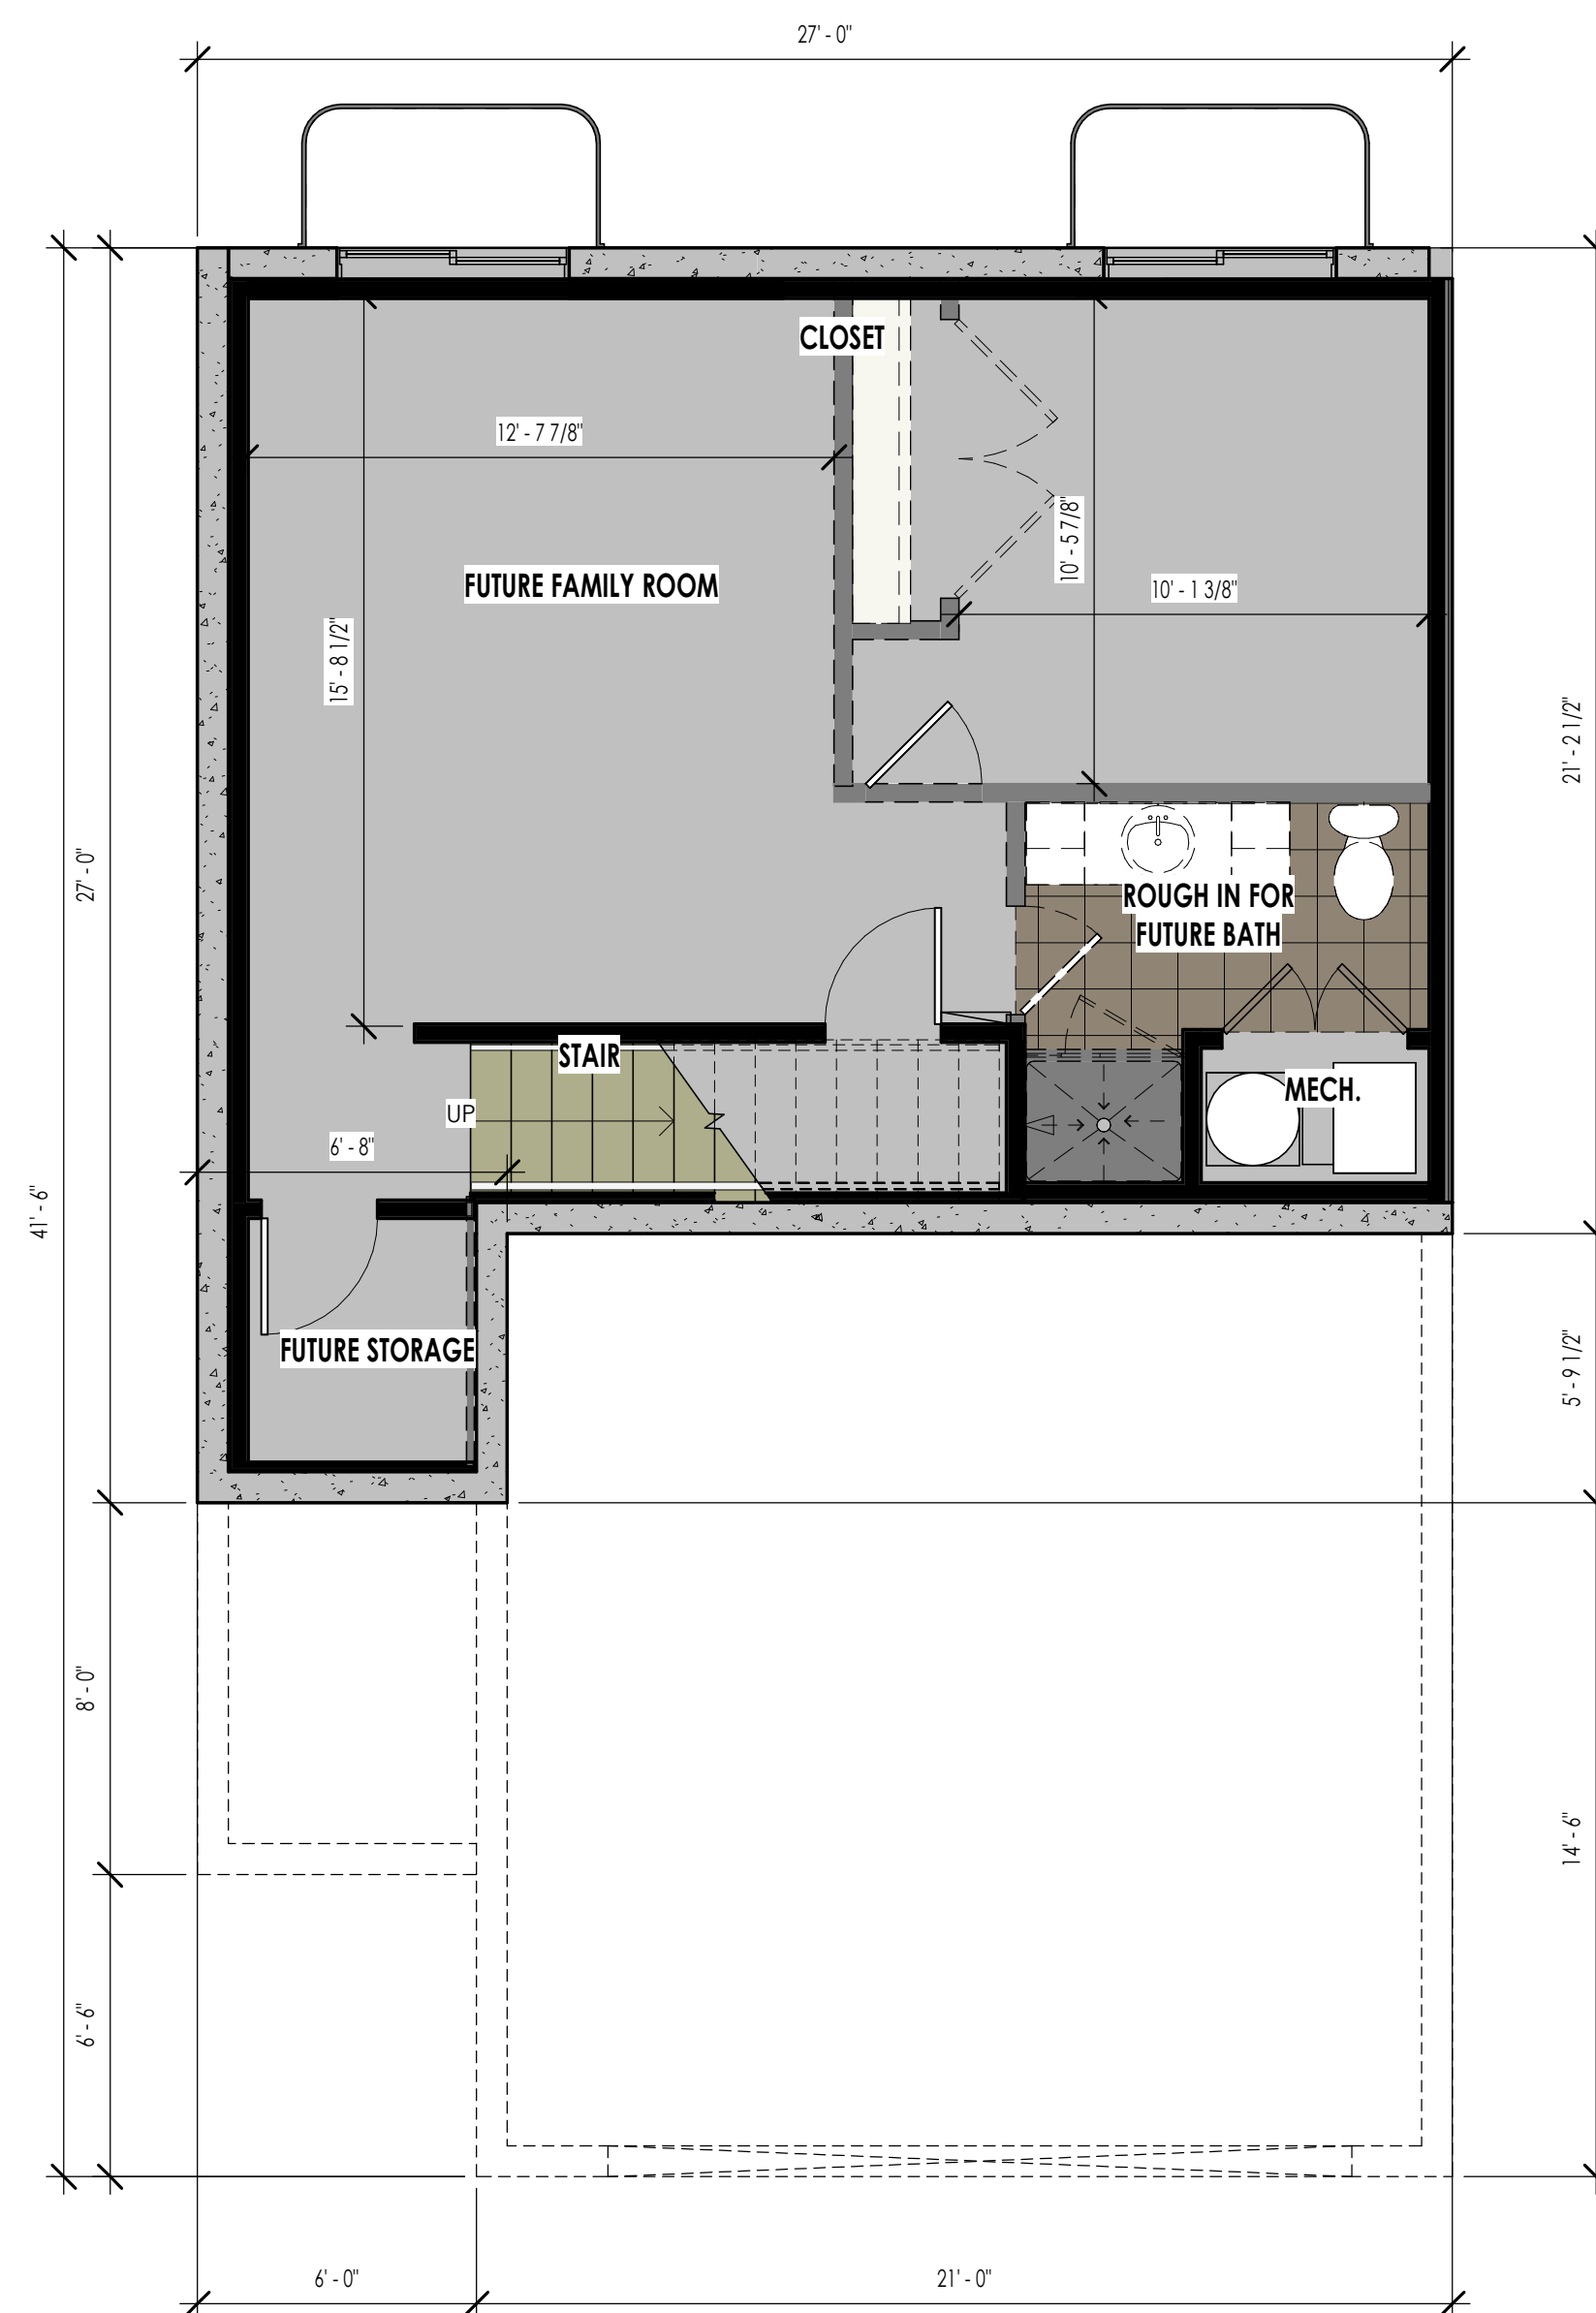 27' - 0"
CLOSET
12' - 7 7/8"
10' - 5 7/8"
FUTURE FAMILY ROOM
10' - 1 3/8"
15' - 8 1/2"
21' - 2 1/2"
27' - 0"
ROUGH IN FOR
FUTURE BATH
STAIR
MECH.
UP
6' - 8"
41' - 6"
FUTURE STORAGE
5' - 9 1/2"
8' - 0"
14' - 6"
6' - 6"
6' - 0"
21' - 0"